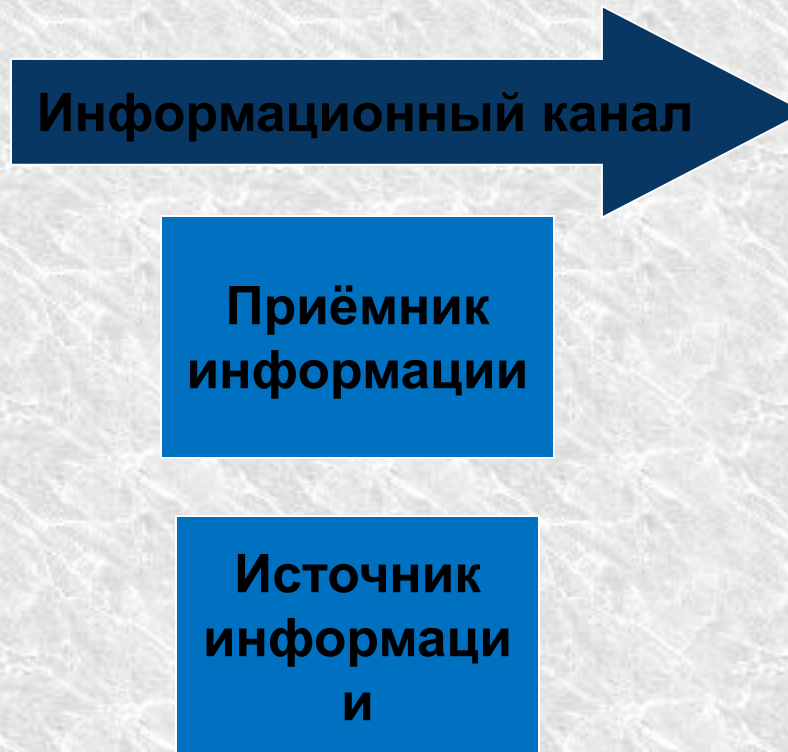 Информационный канал
Приёмник
информации
Источник
информаци
и